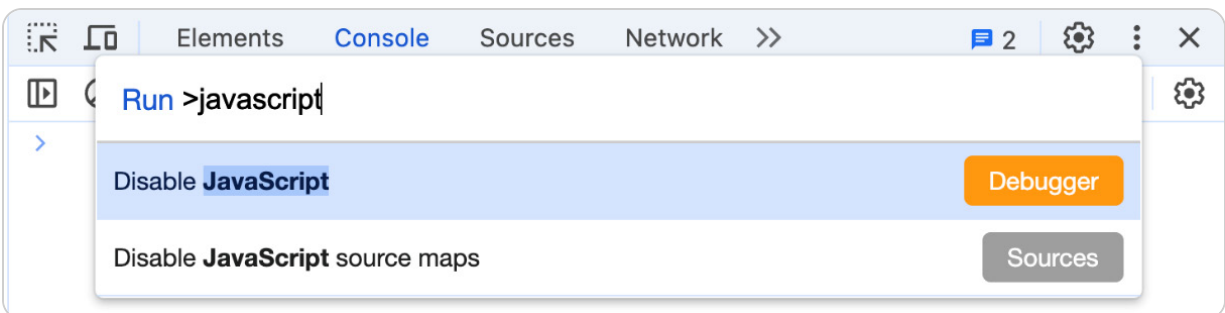 Elements Console Sources Network 2
Run >javascript
Disable JavaScript Debugger
Disable JavaScript source maps Sources